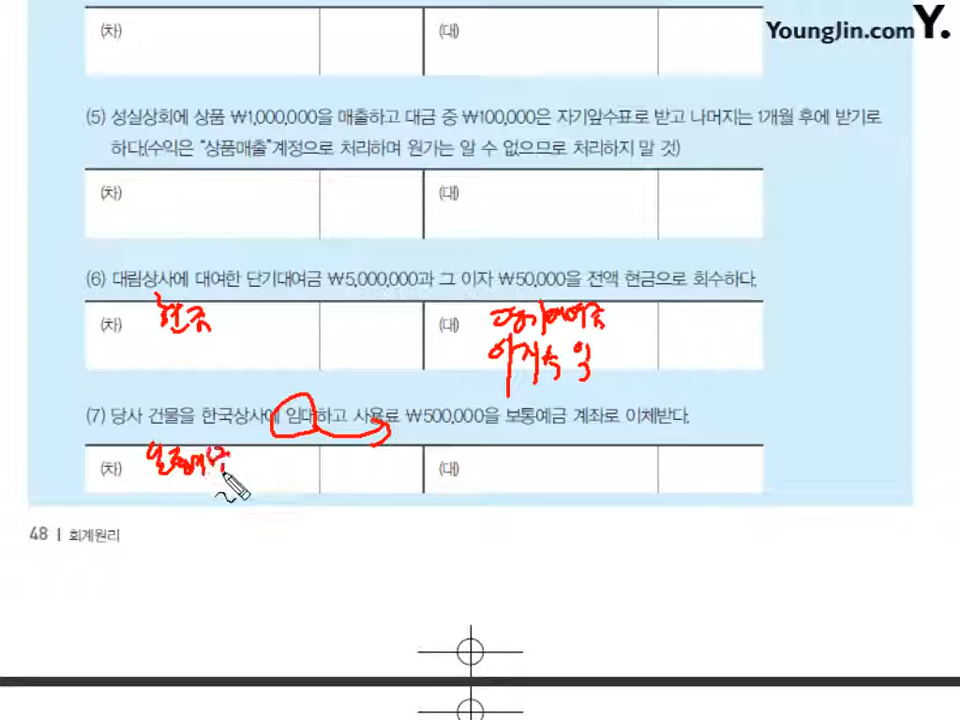 YoungJin.com Y.
(차) (대)
(5) 성실상회에 상품 ₩1,000,000을 매출하고 대금 중 ₩100,000은 자기앞수표로 받고 나머지는 1개월 후에 받기로
하다.(수익은 "상품매출"계정으로 처리하며 원가는 알 수 없으므로 처리하지 말 것)
(차) (대)
(6) 대림상사에 대여한 단기대여금 ₩5,000,000과 그 이자 ₩50,000을 전액 현금으로 회수하다.
(차) 현금 (대) 단기대여금
이자수익
(7) 당사 건물을 한국상사에 임대하고 사용료 ₩500,000을 보통예금 계좌로 이체받다.
(차) (대)
48 | 회계원리